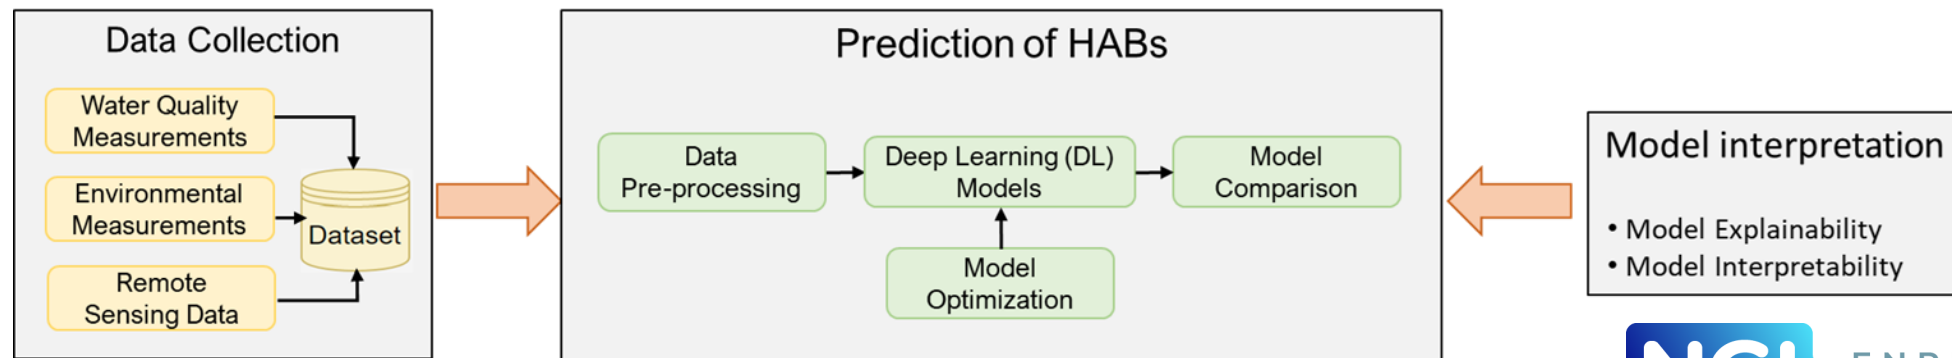 Data Collection
Water Quality
Measurements
Environmental
Measurements
Remote
Sensing Data
Dataset
Prediction of HABs
Data
Pre-processing
Deep Learning (DL)
Models
Model
Comparison
Model
Optimization
Model interpretation
• Model Explainability
• Model Interpretability